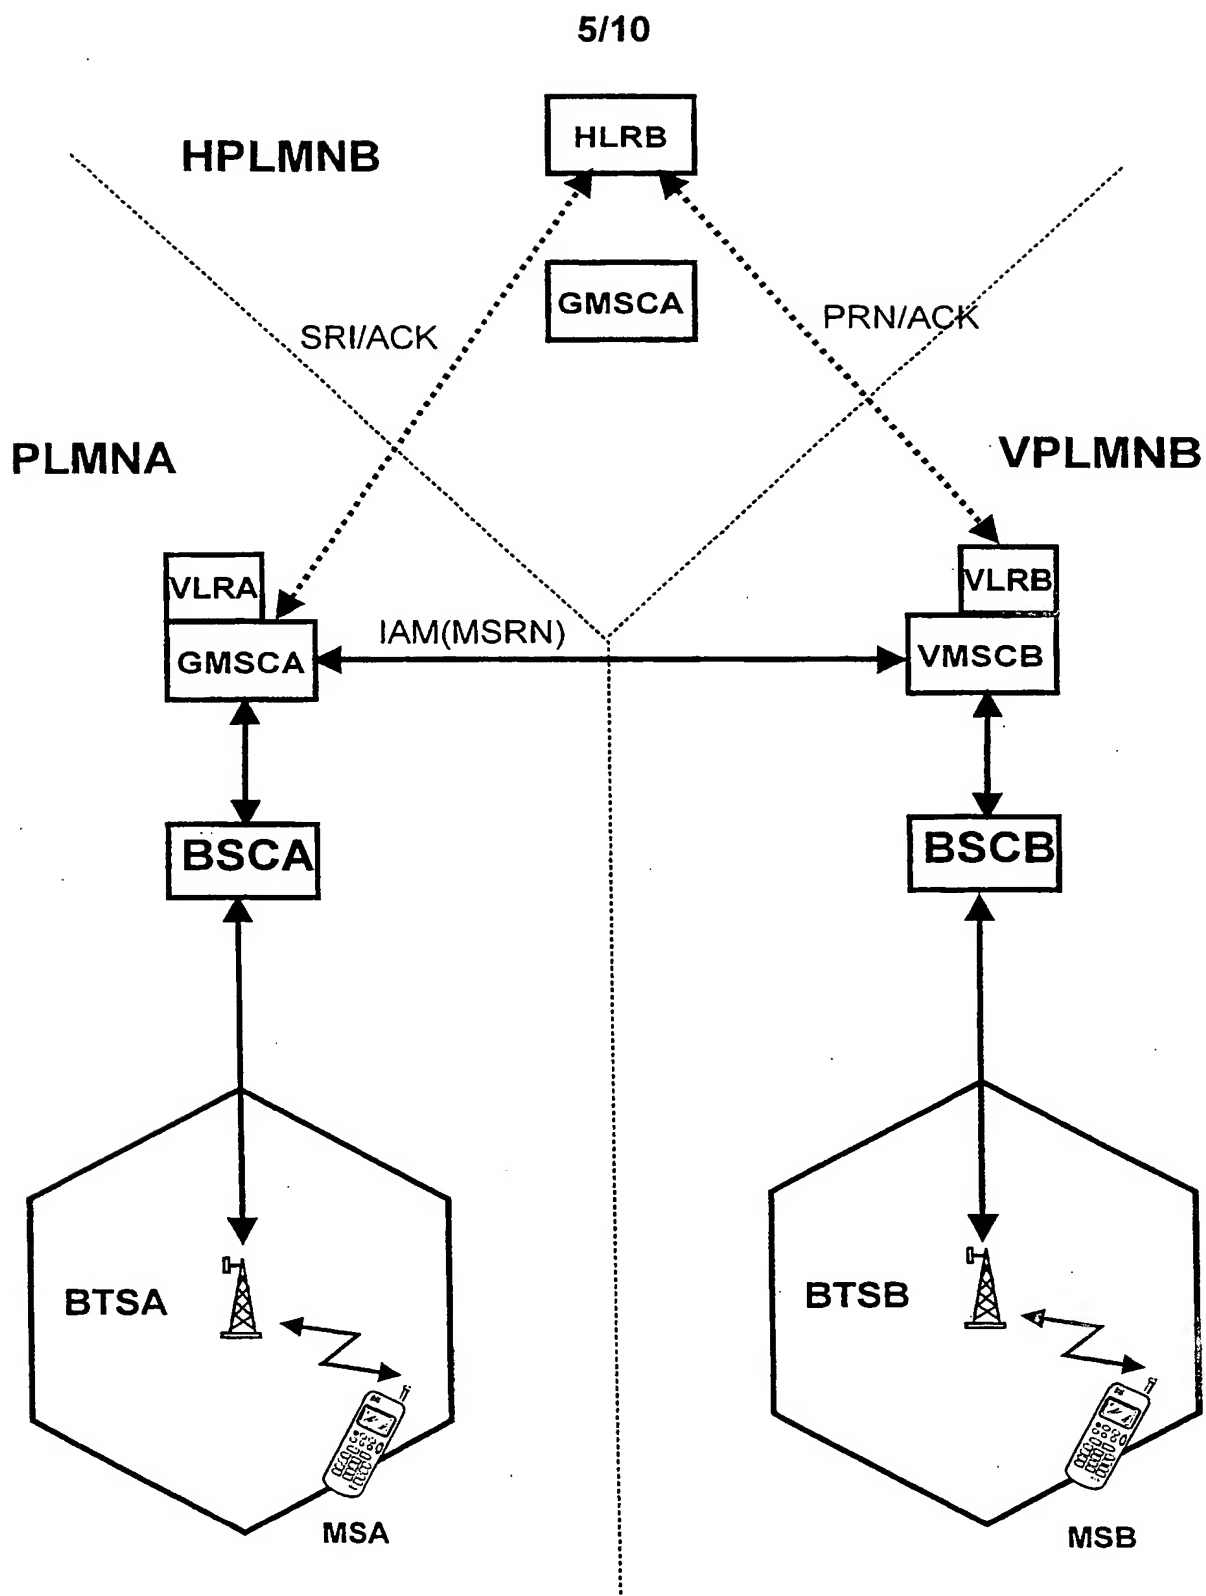 5/10
HLRB
HPLMNB
GMSCA
SRI/ACK
PRN/ACK
PLMNA
VPLMNB
VLRA
VLRB
IAM(MSRN)
GMSCA
VMSCB
BSCA
BSCB
BTSA
BTSB
MSA
MSB